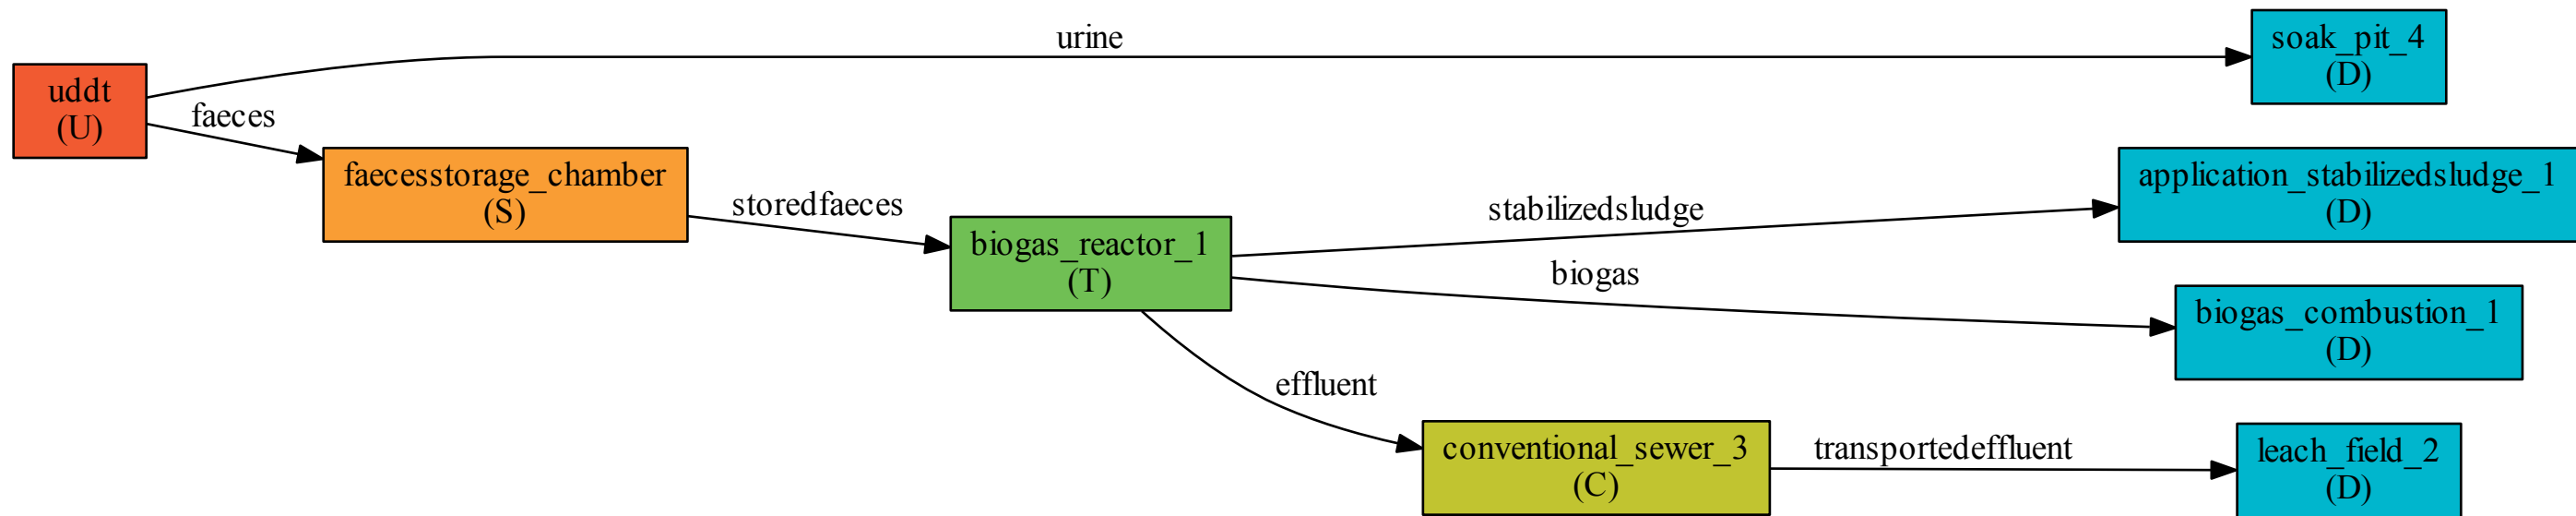 urine
soak_pit_4
(D)
uddt
(U)
faeces
faecesstorage_chamber
(S)
storedfaeces
stabilizedsludge
application_stabilizedsludge_1
(D)
biogas_reactor_1
(T)
biogas
biogas_combustion_1
(D)
effluent
conventional_sewer_3
(C)
transportedeffluent
leach_field_2
(D)